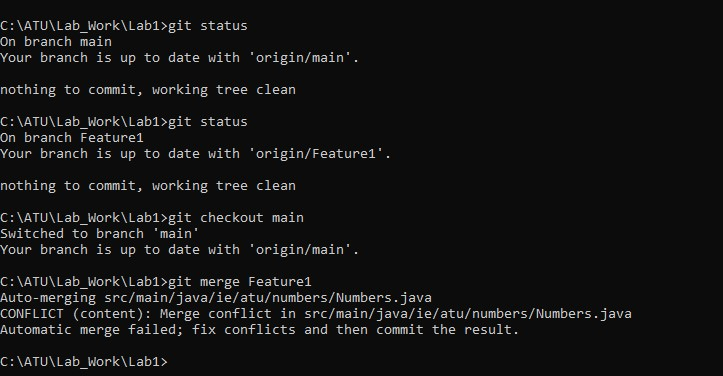 C:\ATU\Lab_Work\Lab1>git status
On branch main
Your branch is up to date with 'origin/main'.
nothing to commit, working tree clean
C:\ATU\Lab_Work\Lab1>git status
On branch Feature1
Your branch is up to date with 'origin/Feature1'.
nothing to commit, working tree clean
C:\ATU\Lab_Work\Lab1>git checkout main
Switched to branch 'main'
Your branch is up to date with 'origin/main'.
C:\ATU\Lab_Work\Lab1>git merge Feature1
Auto-merging src/main/java/ie/atu/numbers/Numbers.java
CONFLICT (content): Merge conflict in src/main/java/ie/atu/numbers/Numbers.java
Automatic merge failed; fix conflicts and then commit the result.
C:\ATU\Lab_Work\Lab1>